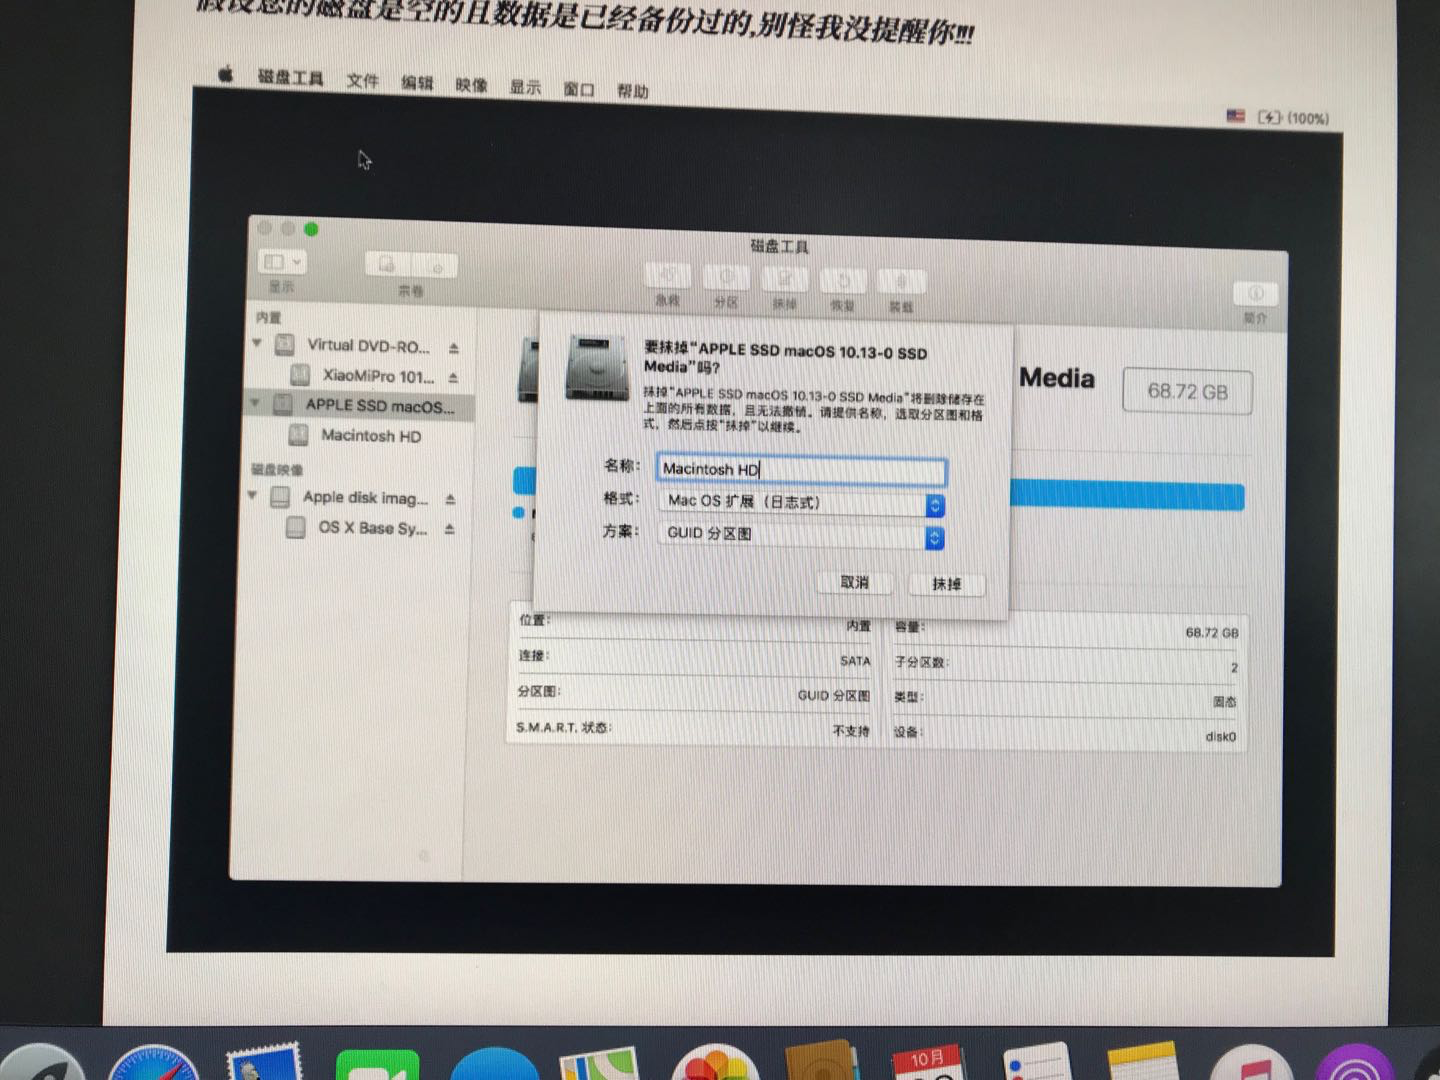 假设您的磁盘是空的且数据是已经备份过的,别怪我没提醒你!!!
磁盘工具 文件 编辑 映像 显示 窗口 帮助
(100%)
磁盘工具
显示 宗卷 急救 分区 抹掉 恢复 装载 简介
内置
Virtual DVD-RO...
XiaoMiPro 101...
APPLE SSD macOS...
Macintosh HD
磁盘映像
Apple disk imag...
OS X Base Sy...
Media 68.72 GB
要抹掉“APPLE SSD macOS 10.13-0 SSD
Media”吗?
抹掉“APPLE SSD macOS 10.13-0 SSD Media”将删除储存在
上面的所有数据，且无法撤销。请提供名称，选取分区图和格
式，然后点按“抹掉”以继续。
名称: Macintosh HD
格式: Mac OS 扩展（日志式）
方案: GUID 分区图
取消 抹掉
位置: 内置 容量: 68.72 GB
连接: SATA 子分区数: 2
分区图: GUID 分区图 类型: 固态
S.M.A.R.T. 状态: 不支持 设备: disk0
10月